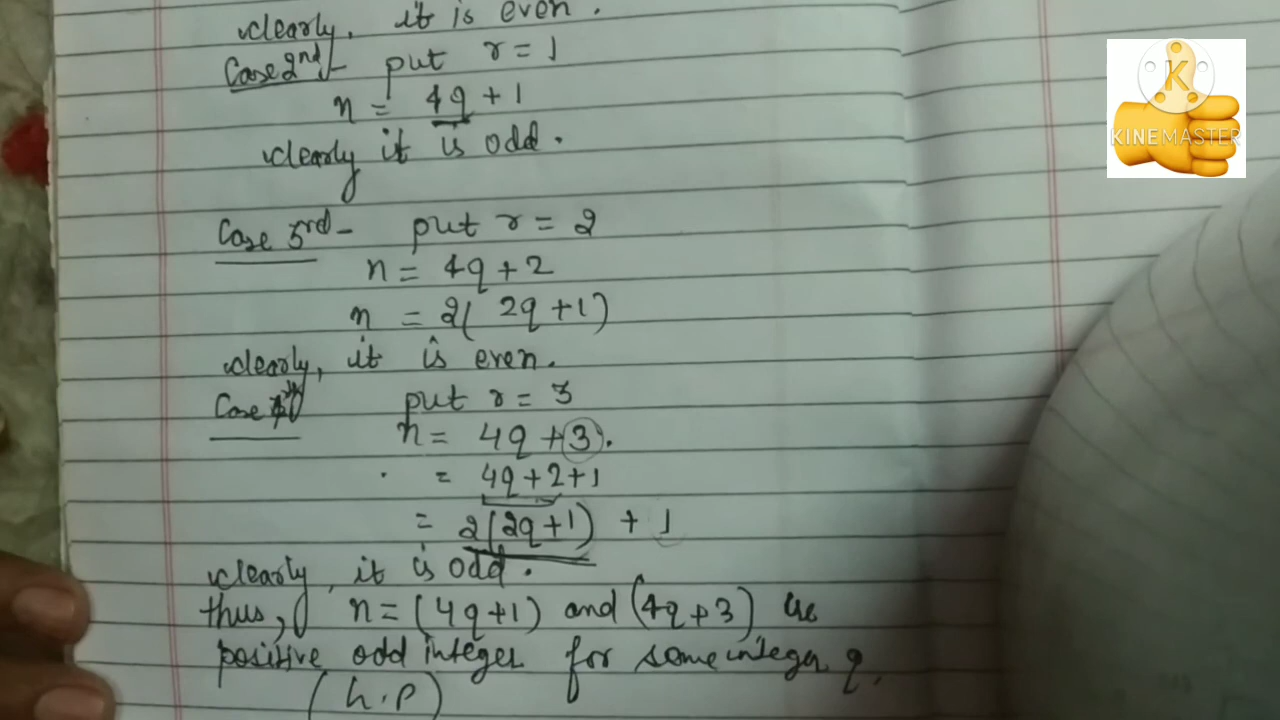 clearly, it is even.
Case 2nd- put r = 1
n = 4q + 1
clearly it is odd.
Case 3rd- put r = 2
n = 4q + 2
n = 2( 2q + 1)
clearly, it is even.
Case put r = 3
n = 4q + 3.
= 4q + 2 + 1
= 2(2q + 1) + 1
clearly, it is odd.
thus, n = (4q + 1) and (4q + 3)
positive odd integer for some integer q.
(h.p)
K
KINEMASTER